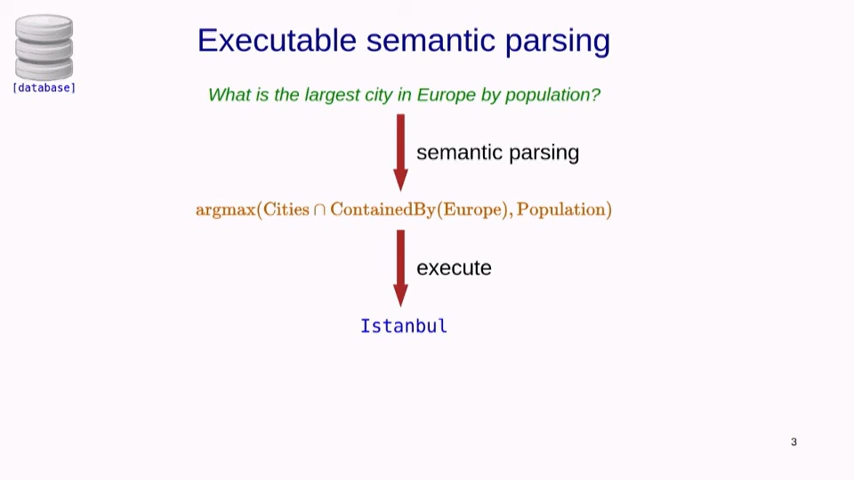 Executable semantic parsing
[database]
What is the largest city in Europe by population?
semantic parsing
argmax(Cities ∩ ContainedBy(Europe), Population)
execute
Istanbul
3